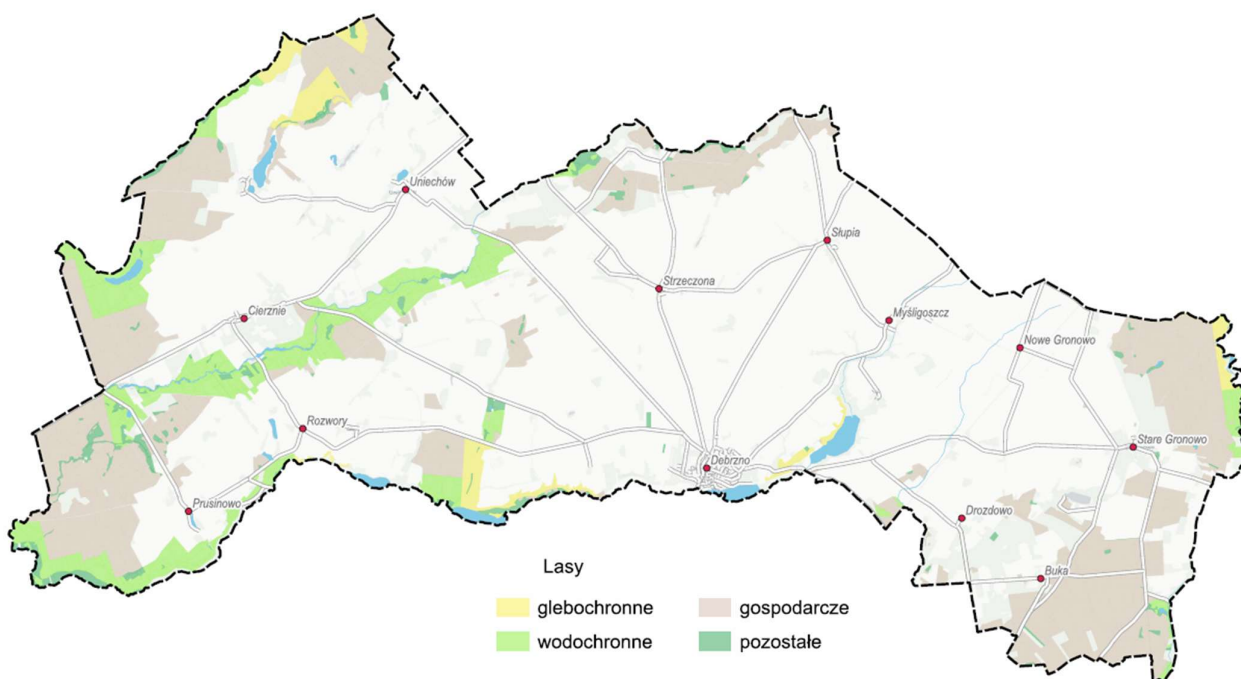 Uniechów
Słupia
Strzeczona
Cierznie
Myśligoszcz
Nowe Gronowo
Rozwory
Stare Gronowo
Debrzno
Prusinowo
Drozdowo
Buka
Lasy
glebochronne
gospodarcze
wodochronne
pozostałe